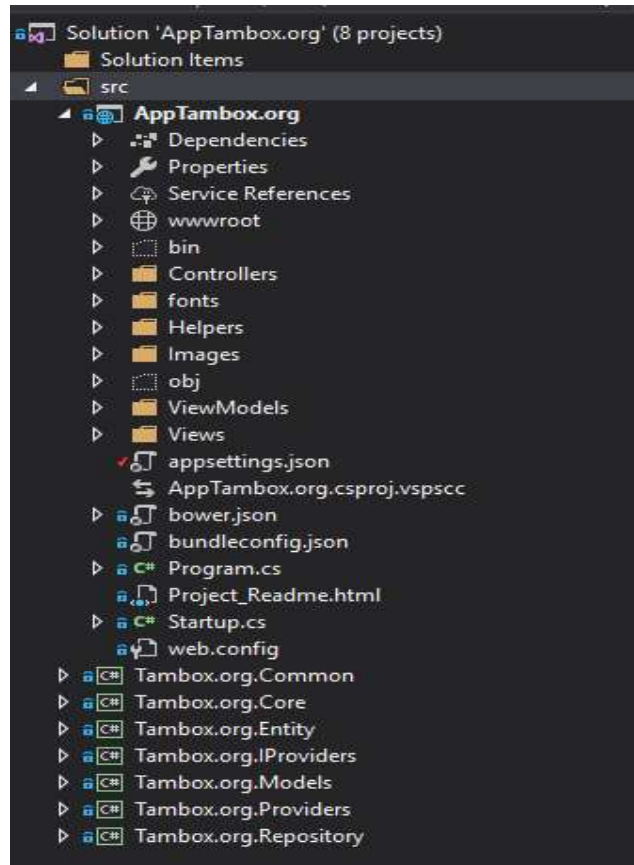 Solution 'AppTambox.org' (8 projects)
Solution Items
src
AppTambox.org
Dependencies
Properties
Service References
wwwroot
bin
Controllers
fonts
Helpers
Images
obj
ViewModels
Views
appsettings.json
AppTambox.org.csproj.vspscc
bower.json
bundleconfig.json
C# Program.cs
Project_Readme.html
C# Startup.cs
web.config
C# Tambox.org.Common
C# Tambox.org.Core
C# Tambox.org.Entity
C# Tambox.org.IProviders
C# Tambox.org.Models
C# Tambox.org.Providers
C# Tambox.org.Repository